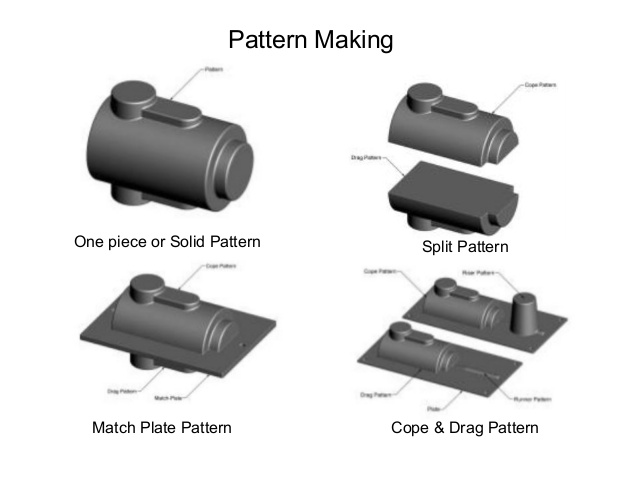 Pattern Making
Pattern
One piece or Solid Pattern
Cope Pattern
Drag Pattern
Split Pattern
Cope Pattern
Drag Pattern
Match Plate
Match Plate Pattern
Cope Pattern
Riser Pattern
Drag Pattern
Plate
Runner Pattern
Cope & Drag Pattern